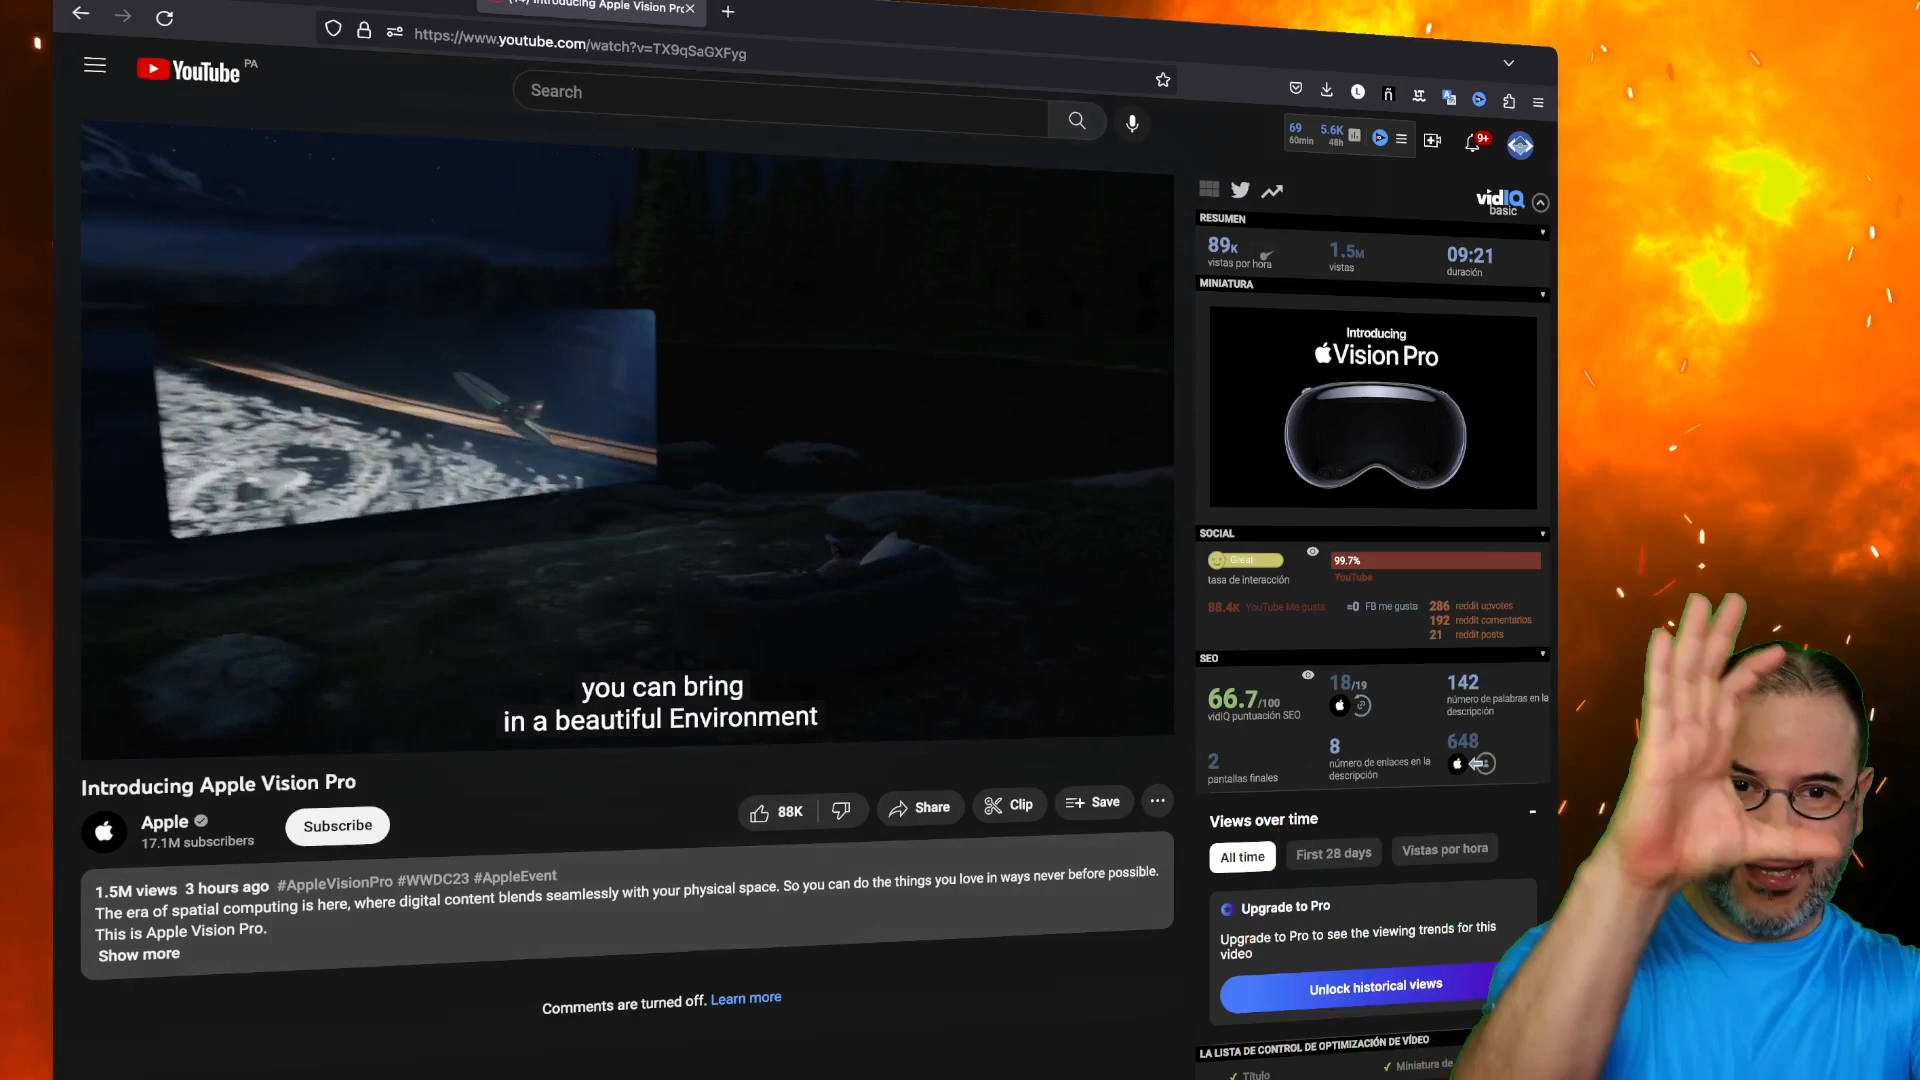 Introducing Apple Vision Pro
https://www.youtube.com/watch?v=TX9qSaGXFyg
YouTube PA
Search
69
60min
5.6K
48h
9+
vidIQ
basic
RESUMEN
89K
vistas por hora
1.5M
vistas
09:21
duración
MINIATURA
Introducing
Vision Pro
you can bring
in a beautiful Environment
SOCIAL
Great
tasa de interacción
99.7%
YouTube
88.4K YouTube Me gusta
=0 FB me gusta
286 reddit upvotes
192 reddit comentarios
21 reddit posts
SEO
66.7/100
vidIQ puntuación SEO
18/19
142
número de palabras en la
descripción
2
pantallas finales
8
número de enlaces en la
descripción
648
Introducing Apple Vision Pro
Apple
17.1M subscribers
Subscribe
88K
Share
Clip
Save
1.5M views 3 hours ago #AppleVisionPro #WWDC23 #AppleEvent
The era of spatial computing is here, where digital content blends seamlessly with your physical space. So you can do the things you love in ways never before possible.
This is Apple Vision Pro.
Show more
Comments are turned off. Learn more
Views over time
All time
First 28 days
Vistas por hora
Upgrade to Pro
Upgrade to Pro to see the viewing trends for this
video
Unlock historical views
LA LISTA DE CONTROL DE OPTIMIZACIÓN DE VÍDEO
Título
Miniatura de